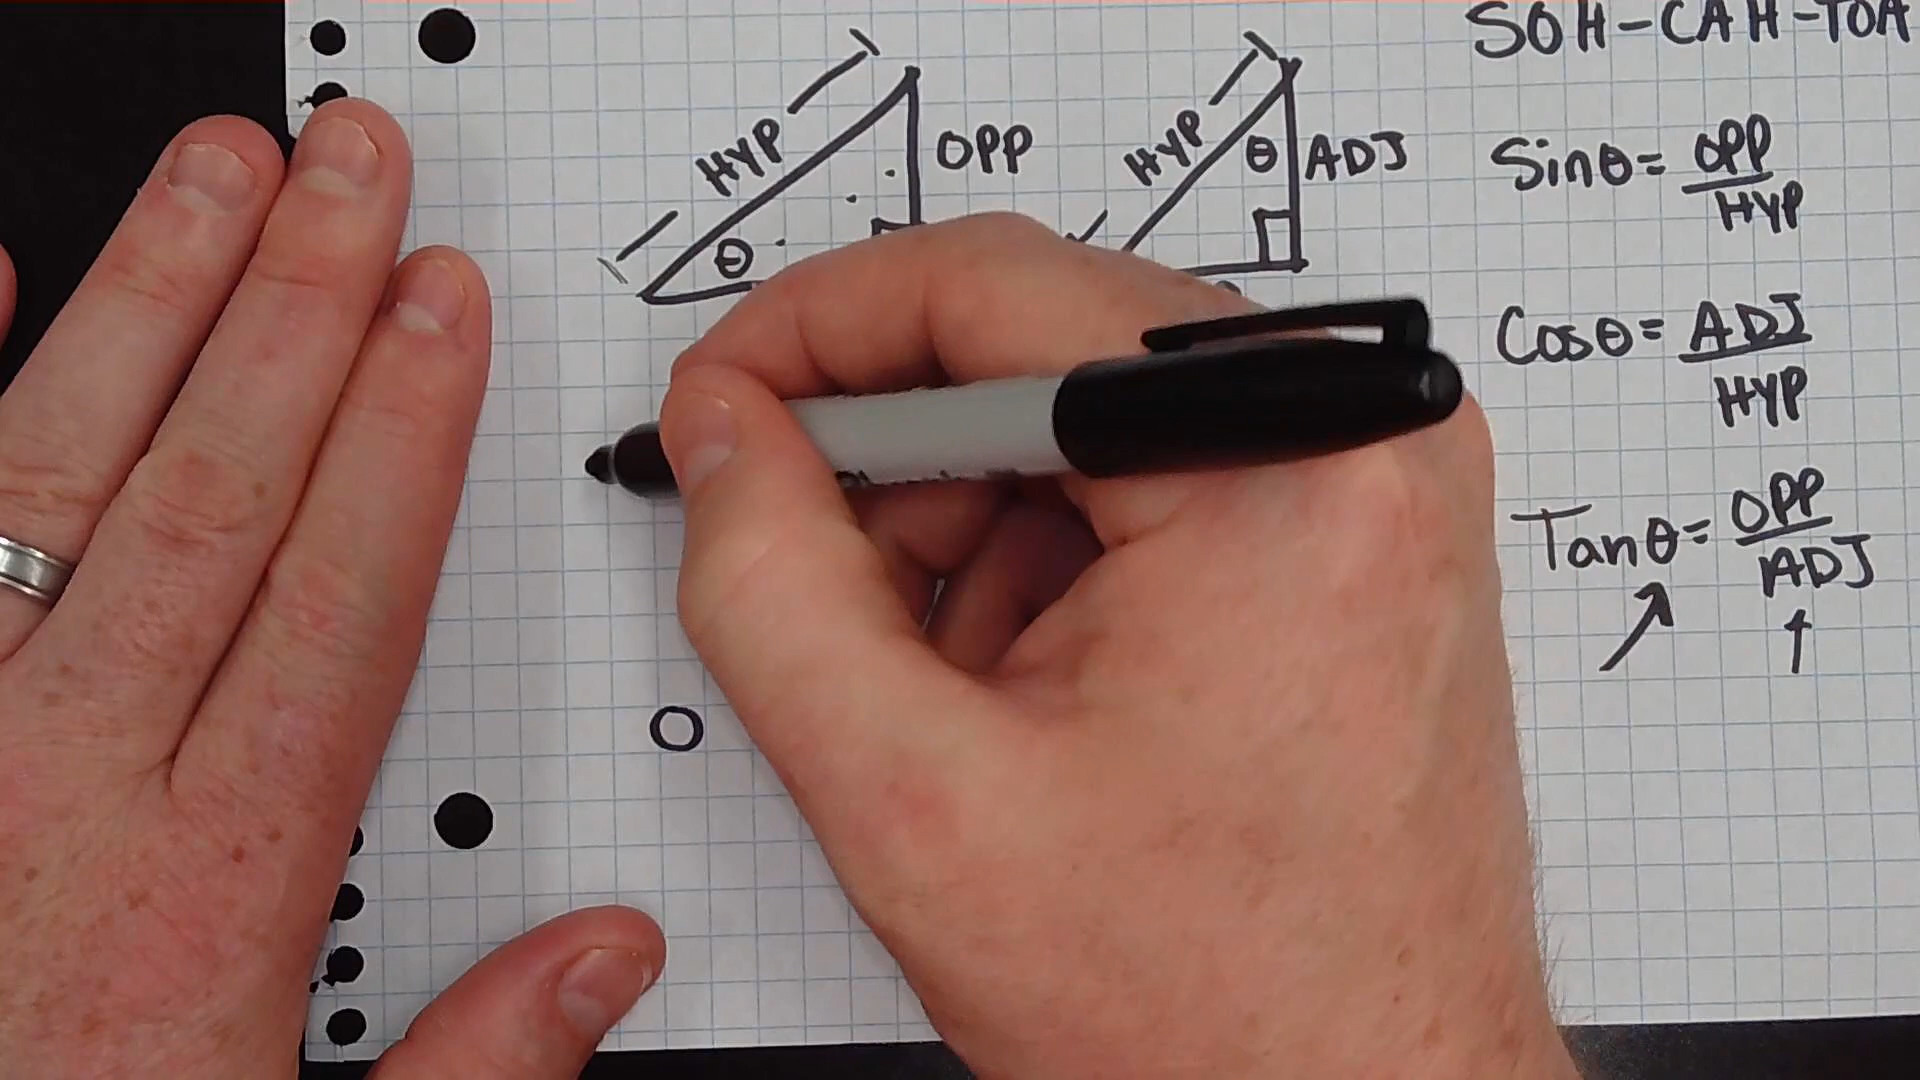 SOH-CAH-TOA
HYP
OPP
θ
HYP
θ
ADJ
Sinθ= OPP
HYP
Cosθ= ADJ
HYP
Tanθ= OPP
ADJ
O